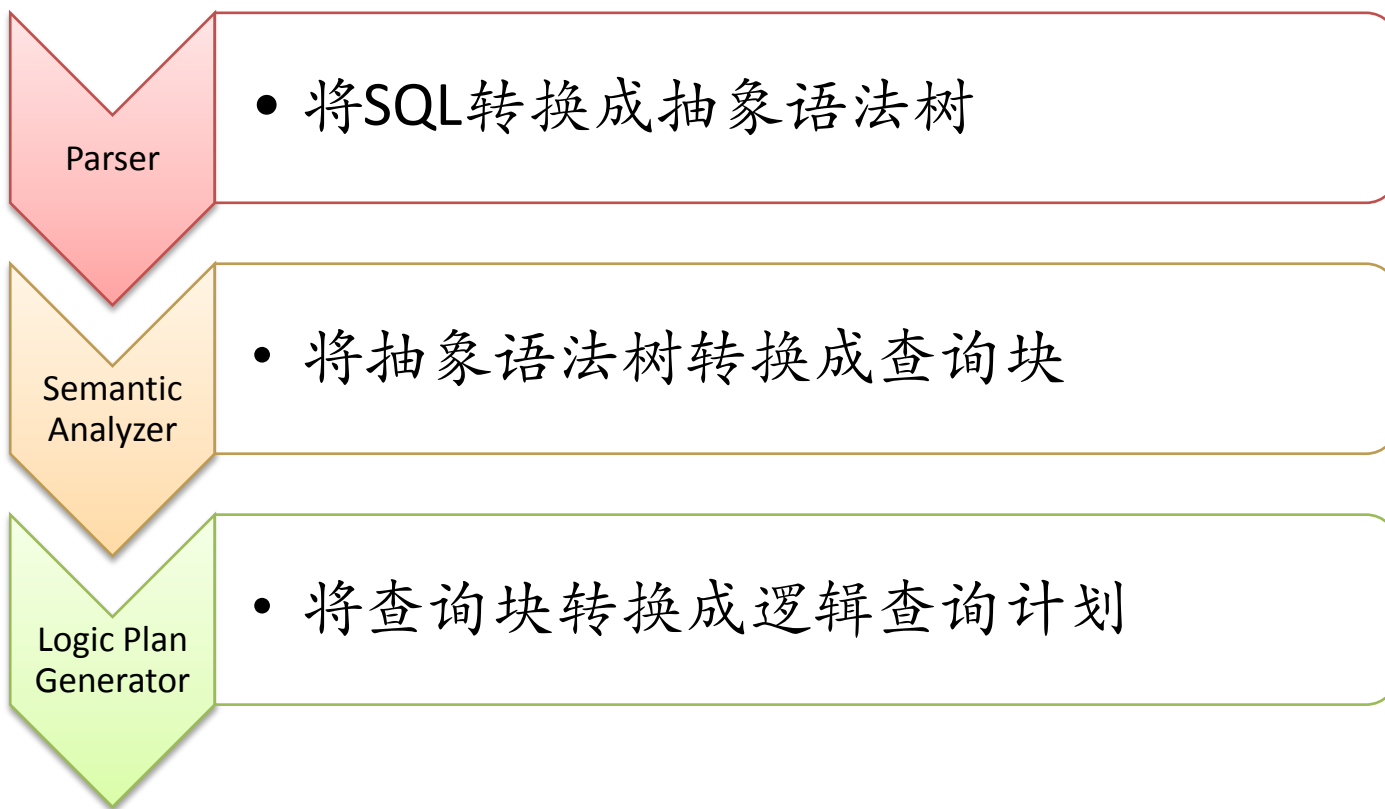 Parser
• 将SQL转换成抽象语法树
Semantic
Analyzer
• 将抽象语法树转换成查询块
Logic Plan
Generator
• 将查询块转换成逻辑查询计划